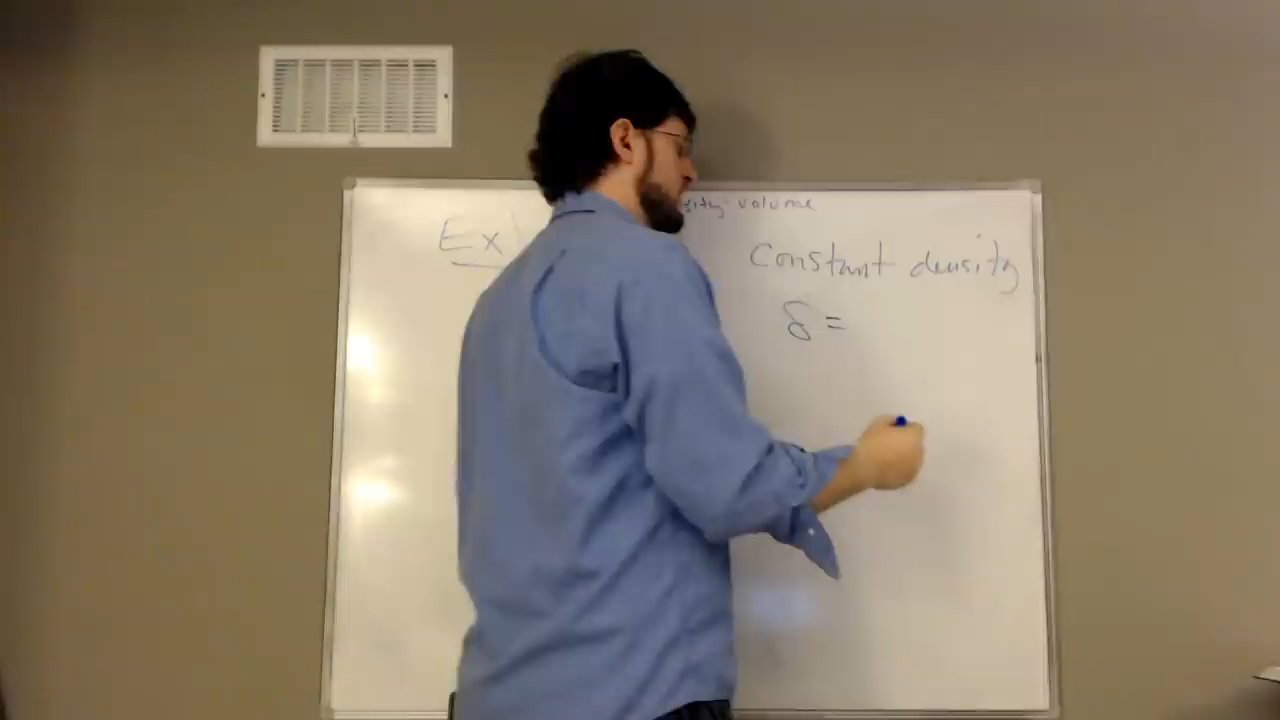 volume
Ex
Constant density
δ =